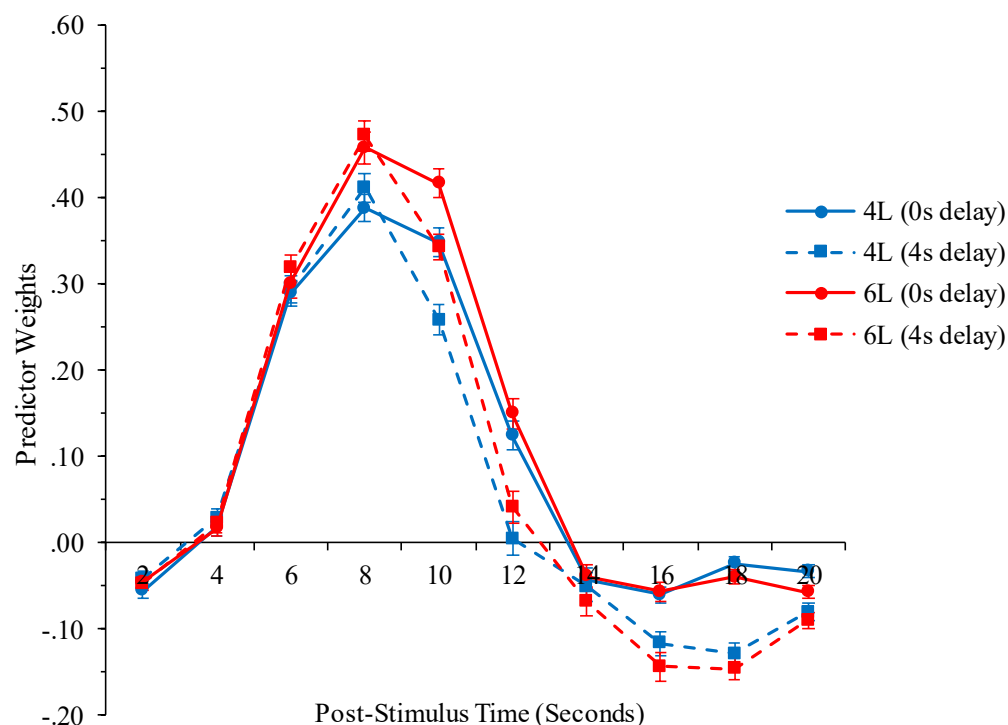 .60
.50
.40
.30
.20
.10
.00
-.10
-.20
Predictor Weights
2 4 6 8 10 12 14 16 18 20
Post-Stimulus Time (Seconds)
4L (0s delay)
4L (4s delay)
6L (0s delay)
6L (4s delay)